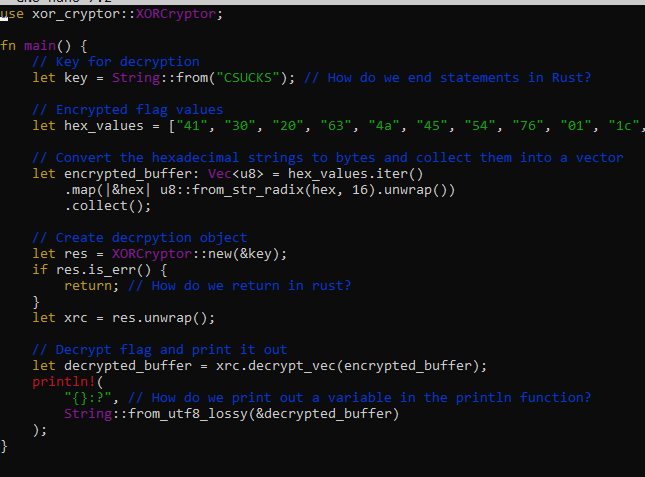 use xor_cryptor::XORCryptor;
fn main() {
    // Key for decryption
    let key = String::from("CSUCKS"); // How do we end statements in Rust?
    // Encrypted flag values
    let hex_values = ["41", "30", "20", "63", "4a", "45", "54", "76", "01", "1c",
    // Convert the hexadecimal strings to bytes and collect them into a vector
    let encrypted_buffer: Vec<u8> = hex_values.iter()
        .map(|&hex| u8::from_str_radix(hex, 16).unwrap())
        .collect();
    // Create decrpytion object
    let res = XORCryptor::new(&key);
    if res.is_err() {
        return; // How do we return in rust?
    }
    let xrc = res.unwrap();
    // Decrypt flag and print it out
    let decrypted_buffer = xrc.decrypt_vec(encrypted_buffer);
    println!(
        "{}:?", // How do we print out a variable in the println function?
        String::from_utf8_lossy(&decrypted_buffer)
    );
}